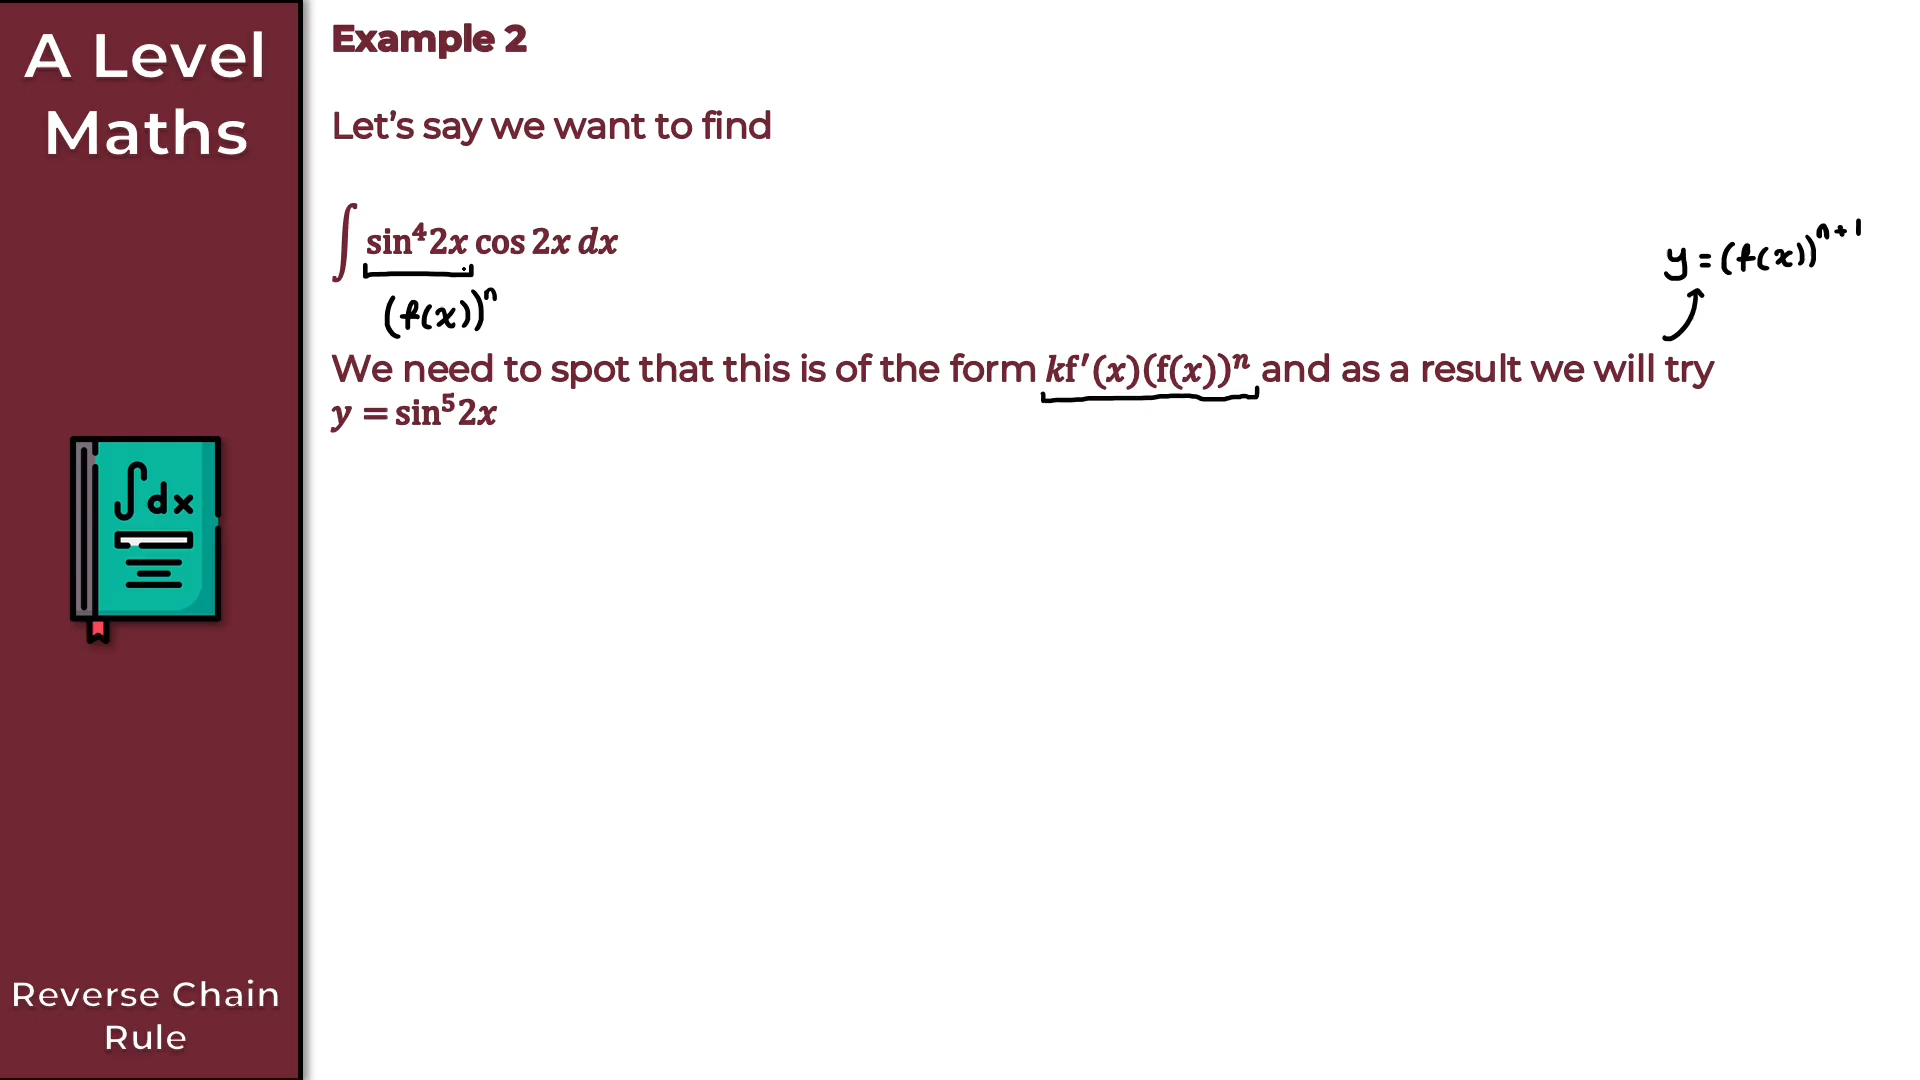 A Level
Maths
Example 2
Let's say we want to find
∫ sin⁴2x cos 2x dx
y = (f(x))ⁿ⁺¹
(f(x))ⁿ
We need to spot that this is of the form kf′(x)(f(x))ⁿ and as a result we will try
y = sin⁵2x
∫dx
Reverse Chain
Rule